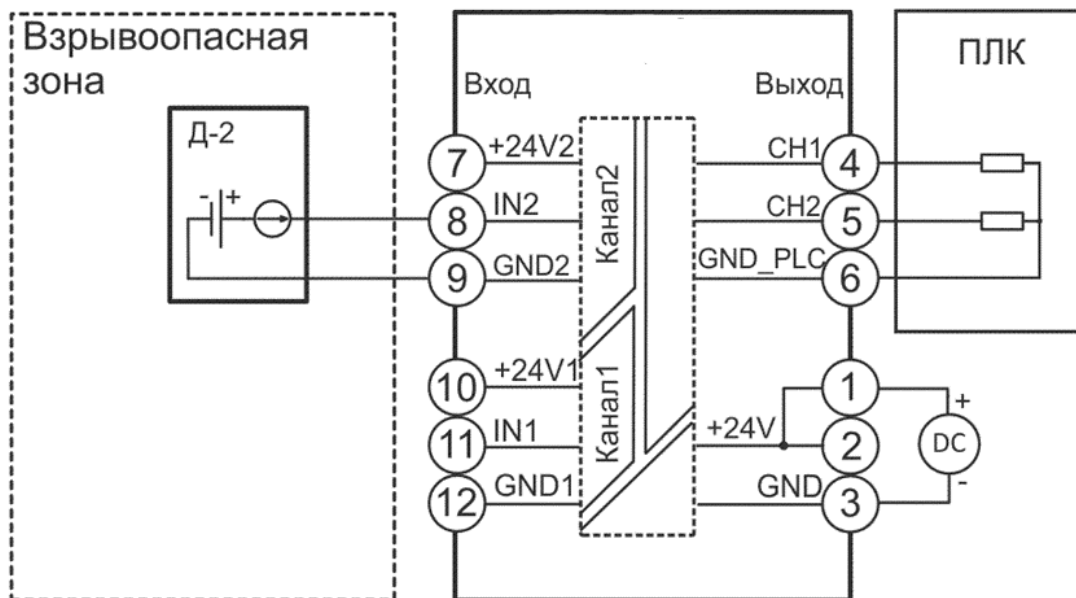 Взрывоопасная
зона
Д-2
- +
Вход
Выход
ПЛК
7
+24V2
8
IN2
9
GND2
10
+24V1
11
IN1
12
GND1
Канал2
Канал1
CH1
4
CH2
5
GND_PLC
6
1
+24V
2
GND
3
+
DC
-